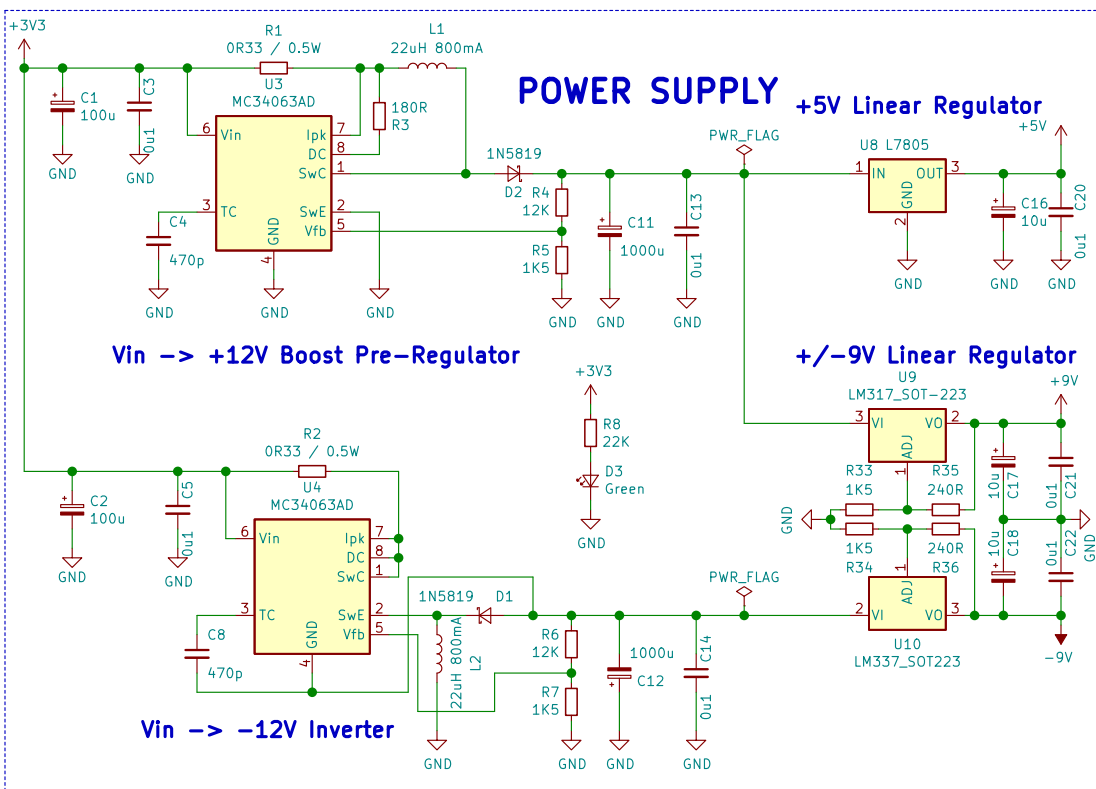 POWER SUPPLY
+3V3
R1
0R33 / 0.5W
L1
22uH 800mA
C1
100u
C3
0u1
GND
GND
U3
MC34063AD
6
Vin
Ipk
7
DC
8
SwC
1
TC
3
SwE
2
Vfb
5
GND
4
180R
R3
C4
470p
GND
GND
GND
1N5819
D2
R4
12K
R5
1K5
GND
C11
1000u
GND
C13
0u1
GND
PWR_FLAG
Vin -> +12V Boost Pre-Regulator
+5V Linear Regulator
+5V
U8 L7805
1
IN
OUT
3
GND
2
GND
C16
10u
GND
C20
0u1
GND
+3V3
R8
22K
D3
Green
GND
+/-9V Linear Regulator
U9
LM317_SOT-223
+9V
3
VI
VO
2
ADJ
1
R33
1K5
R35
240R
GND
1K5
R34
240R
R36
10u
C17
0u1
C21
10u
C18
0u1
C22
GND
1
ADJ
2
VI
VO
3
U10
LM337_SOT223
-9V
R2
0R33 / 0.5W
C2
100u
GND
C5
0u1
GND
U4
MC34063AD
6
Vin
Ipk
7
DC
8
SwC
1
TC
3
SwE
2
Vfb
5
GND
4
C8
470p
1N5819
D1
22uH 800mA
L2
GND
R6
12K
R7
1K5
GND
1000u
C12
GND
C14
0u1
GND
PWR_FLAG
Vin -> -12V Inverter